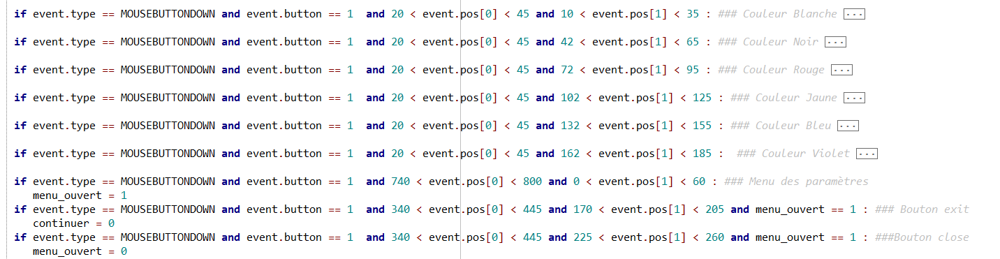 if event.type == MOUSEBUTTONDOWN and event.button == 1  and 20 < event.pos[0] < 45 and 10 < event.pos[1] < 35 : ### Couleur Blanche ...
if event.type == MOUSEBUTTONDOWN and event.button == 1  and 20 < event.pos[0] < 45 and 42 < event.pos[1] < 65 : ### Couleur Noir ...
if event.type == MOUSEBUTTONDOWN and event.button == 1  and 20 < event.pos[0] < 45 and 72 < event.pos[1] < 95 : ### Couleur Rouge ...
if event.type == MOUSEBUTTONDOWN and event.button == 1  and 20 < event.pos[0] < 45 and 102 < event.pos[1] < 125 : ### Couleur Jaune ...
if event.type == MOUSEBUTTONDOWN and event.button == 1  and 20 < event.pos[0] < 45 and 132 < event.pos[1] < 155 : ### Couleur Bleu ...
if event.type == MOUSEBUTTONDOWN and event.button == 1  and 20 < event.pos[0] < 45 and 162 < event.pos[1] < 185 :  ### Couleur Violet ...
if event.type == MOUSEBUTTONDOWN and event.button == 1  and 740 < event.pos[0] < 800 and 0 < event.pos[1] < 60 : ### Menu des paramètres
   menu_ouvert = 1
if event.type == MOUSEBUTTONDOWN and event.button == 1  and 340 < event.pos[0] < 445 and 170 < event.pos[1] < 205 and menu_ouvert == 1 : ### Bouton exit
   continuer = 0
if event.type == MOUSEBUTTONDOWN and event.button == 1  and 340 < event.pos[0] < 445 and 225 < event.pos[1] < 260 and menu_ouvert == 1 : ###Bouton close
   menu_ouvert = 0